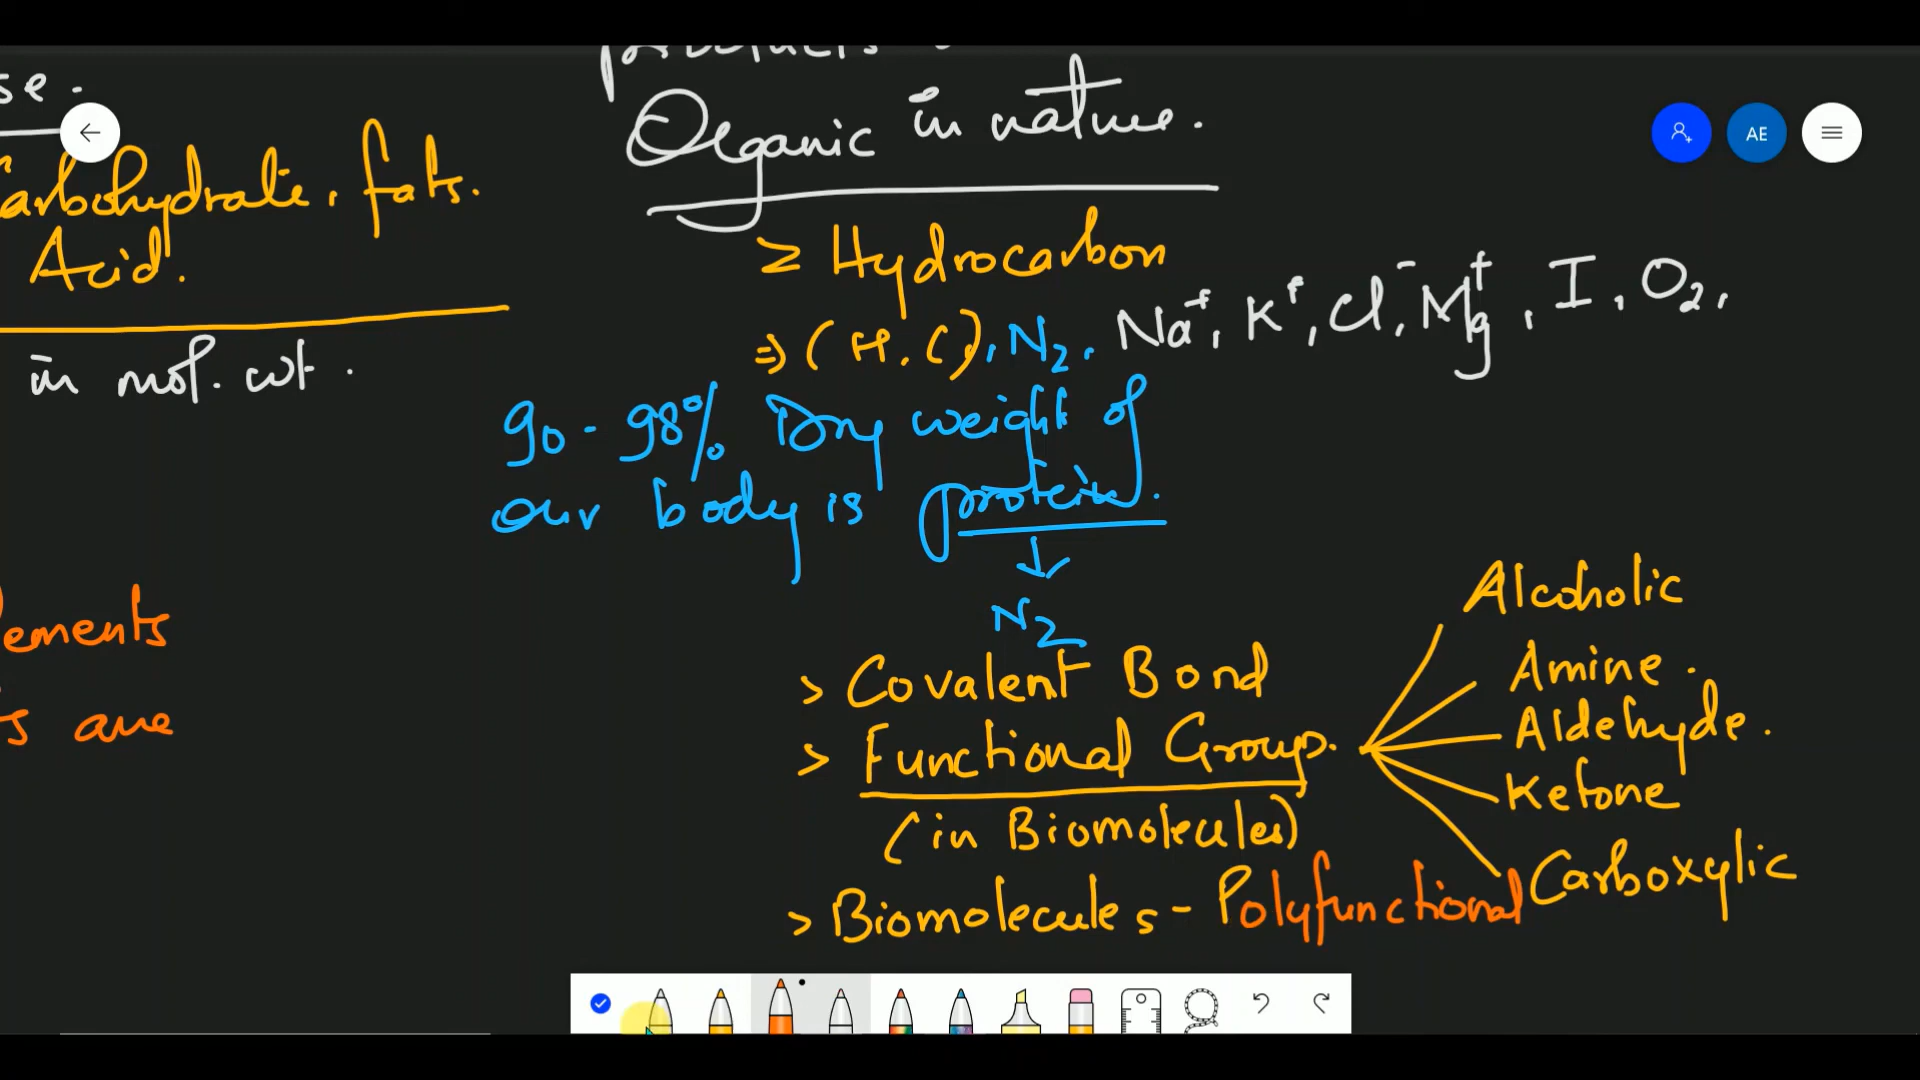 se.
arbohydrate, fats.
Acid.
in mol. wt.
ements
s are
products
Organic in nature.
Hydrocarbon
⇒ (H, C), N2, Na+, K+, Cl-, Mg+, I, O2,
90 - 98% Dry weight of
our body is protein.
↓
N2
> Covalent Bond
> Functional Group.
(in Biomolecules)
> Biomolecules - Polyfunctional
Alcoholic
Amine.
Aldehyde.
Ketone
Carboxylic
AE